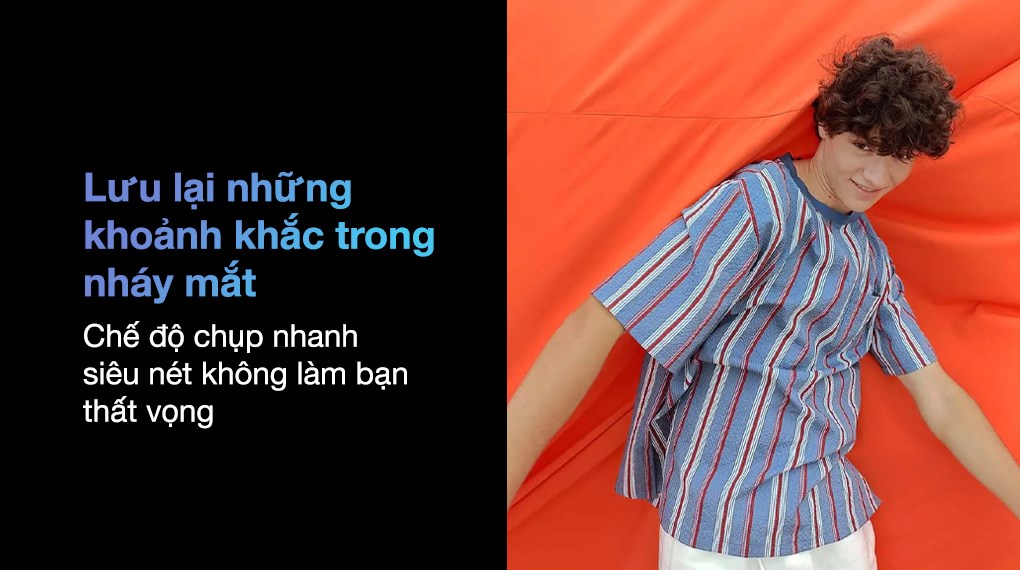 Lưu lại những
khoảnh khắc trong
nháy mắt
Chế độ chụp nhanh
siêu nét không làm bạn
thất vọng